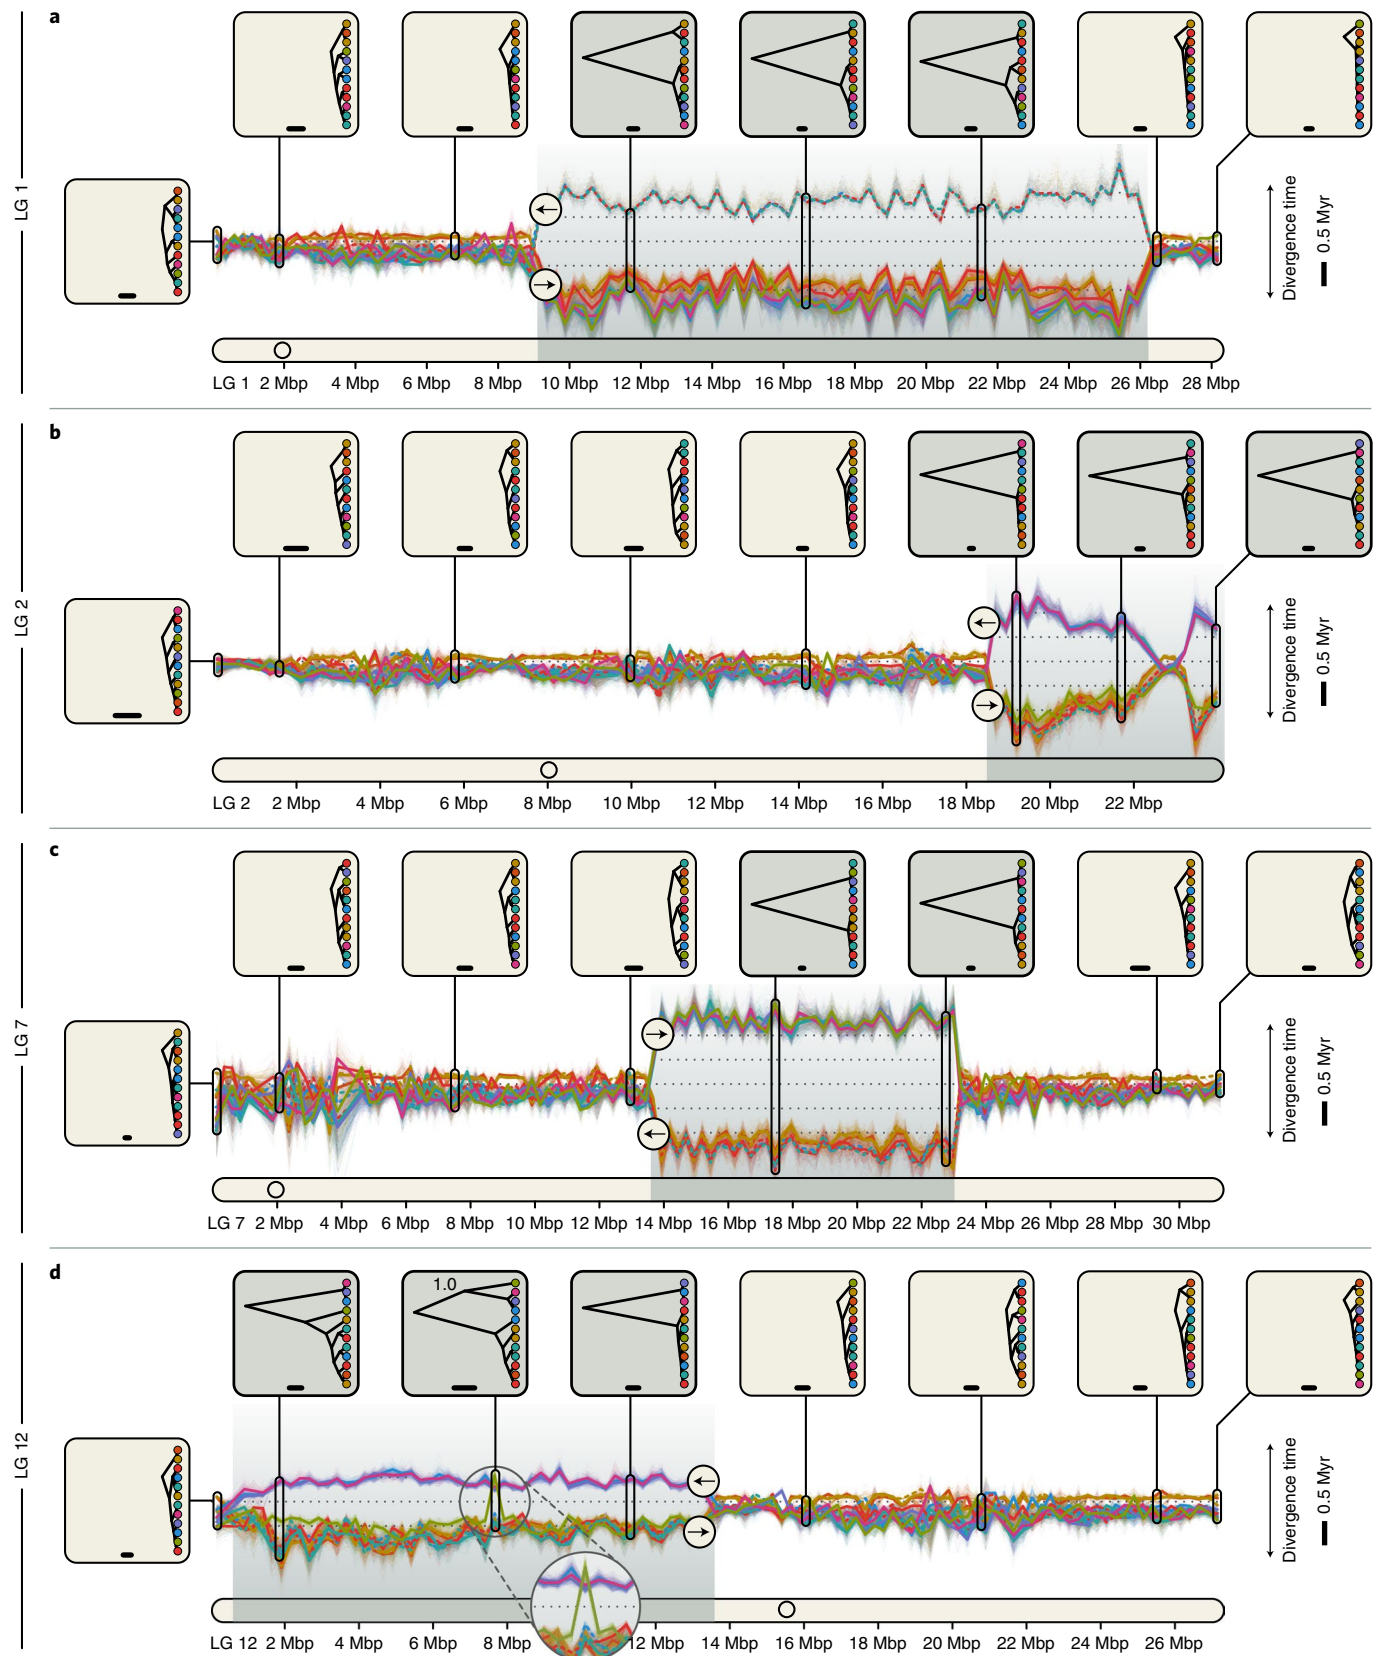 a
LG 1
Divergence time
0.5 Myr
LG 1 2 Mbp 4 Mbp 6 Mbp 8 Mbp 10 Mbp 12 Mbp 14 Mbp 16 Mbp 18 Mbp 20 Mbp 22 Mbp 24 Mbp 26 Mbp 28 Mbp
b
LG 2
Divergence time
0.5 Myr
LG 2 2 Mbp 4 Mbp 6 Mbp 8 Mbp 10 Mbp 12 Mbp 14 Mbp 16 Mbp 18 Mbp 20 Mbp 22 Mbp
c
LG 7
Divergence time
0.5 Myr
LG 7 2 Mbp 4 Mbp 6 Mbp 8 Mbp 10 Mbp 12 Mbp 14 Mbp 16 Mbp 18 Mbp 20 Mbp 22 Mbp 24 Mbp 26 Mbp 28 Mbp 30 Mbp
d
1.0
LG 12
Divergence time
0.5 Myr
LG 12 2 Mbp 4 Mbp 6 Mbp 8 Mbp 12 Mbp 14 Mbp 16 Mbp 18 Mbp 20 Mbp 22 Mbp 24 Mbp 26 Mbp